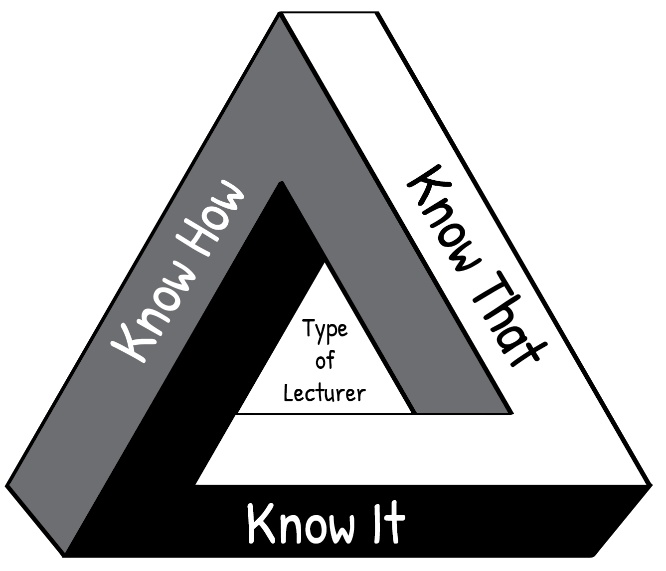 Know How
Know That
Type
of
Lecturer
Know It